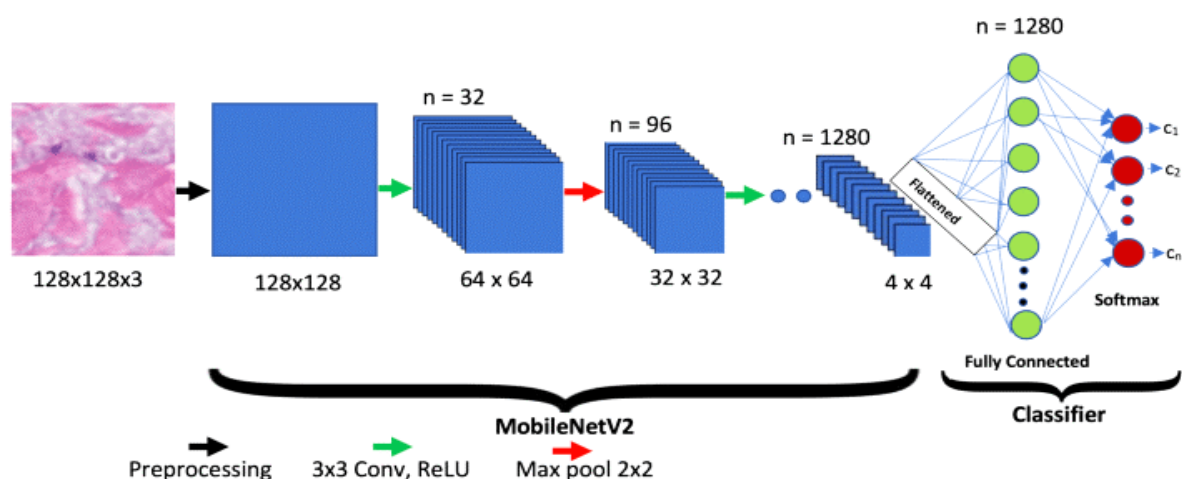 n = 1280
n = 32
n = 96
n = 1280
Flattened
c1
c2
cn
128x128x3
128x128
64 x 64
32 x 32
4 x 4
Softmax
Fully Connected
MobileNetV2
Classifier
Preprocessing
3x3 Conv, ReLU
Max pool 2x2